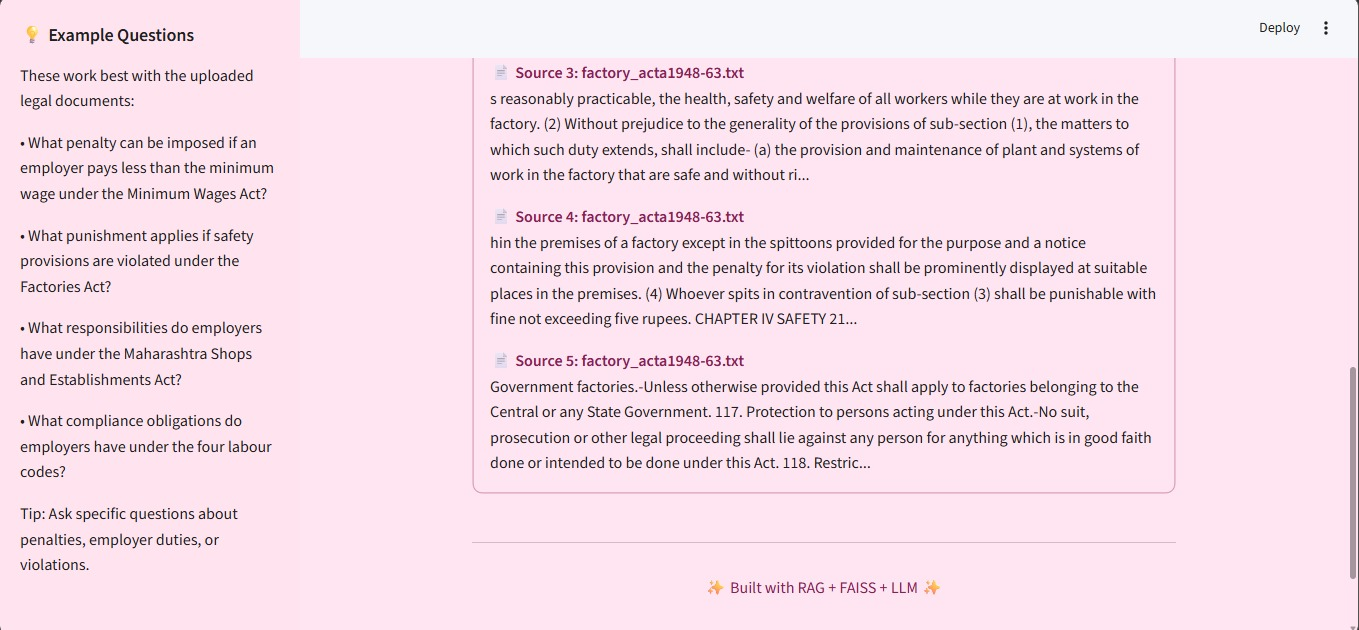 💡 Example Questions
These work best with the uploaded
legal documents:
• What penalty can be imposed if an
employer pays less than the minimum
wage under the Minimum Wages Act?
• What punishment applies if safety
provisions are violated under the
Factories Act?
• What responsibilities do employers
have under the Maharashtra Shops
and Establishments Act?
• What compliance obligations do
employers have under the four labour
codes?
Tip: Ask specific questions about
penalties, employer duties, or
violations.
Deploy
📄 Source 3: factory_acta1948-63.txt
s reasonably practicable, the health, safety and welfare of all workers while they are at work in the
factory. (2) Without prejudice to the generality of the provisions of sub-section (1), the matters to
which such duty extends, shall include- (a) the provision and maintenance of plant and systems of
work in the factory that are safe and without ri...
📄 Source 4: factory_acta1948-63.txt
hin the premises of a factory except in the spittoons provided for the purpose and a notice
containing this provision and the penalty for its violation shall be prominently displayed at suitable
places in the premises. (4) Whoever spits in contravention of sub-section (3) shall be punishable with
fine not exceeding five rupees. CHAPTER IV SAFETY 21...
📄 Source 5: factory_acta1948-63.txt
Government factories.-Unless otherwise provided this Act shall apply to factories belonging to the
Central or any State Government. 117. Protection to persons acting under this Act.-No suit,
prosecution or other legal proceeding shall lie against any person for anything which is in good faith
done or intended to be done under this Act. 118. Restric...
✨ Built with RAG + FAISS + LLM ✨